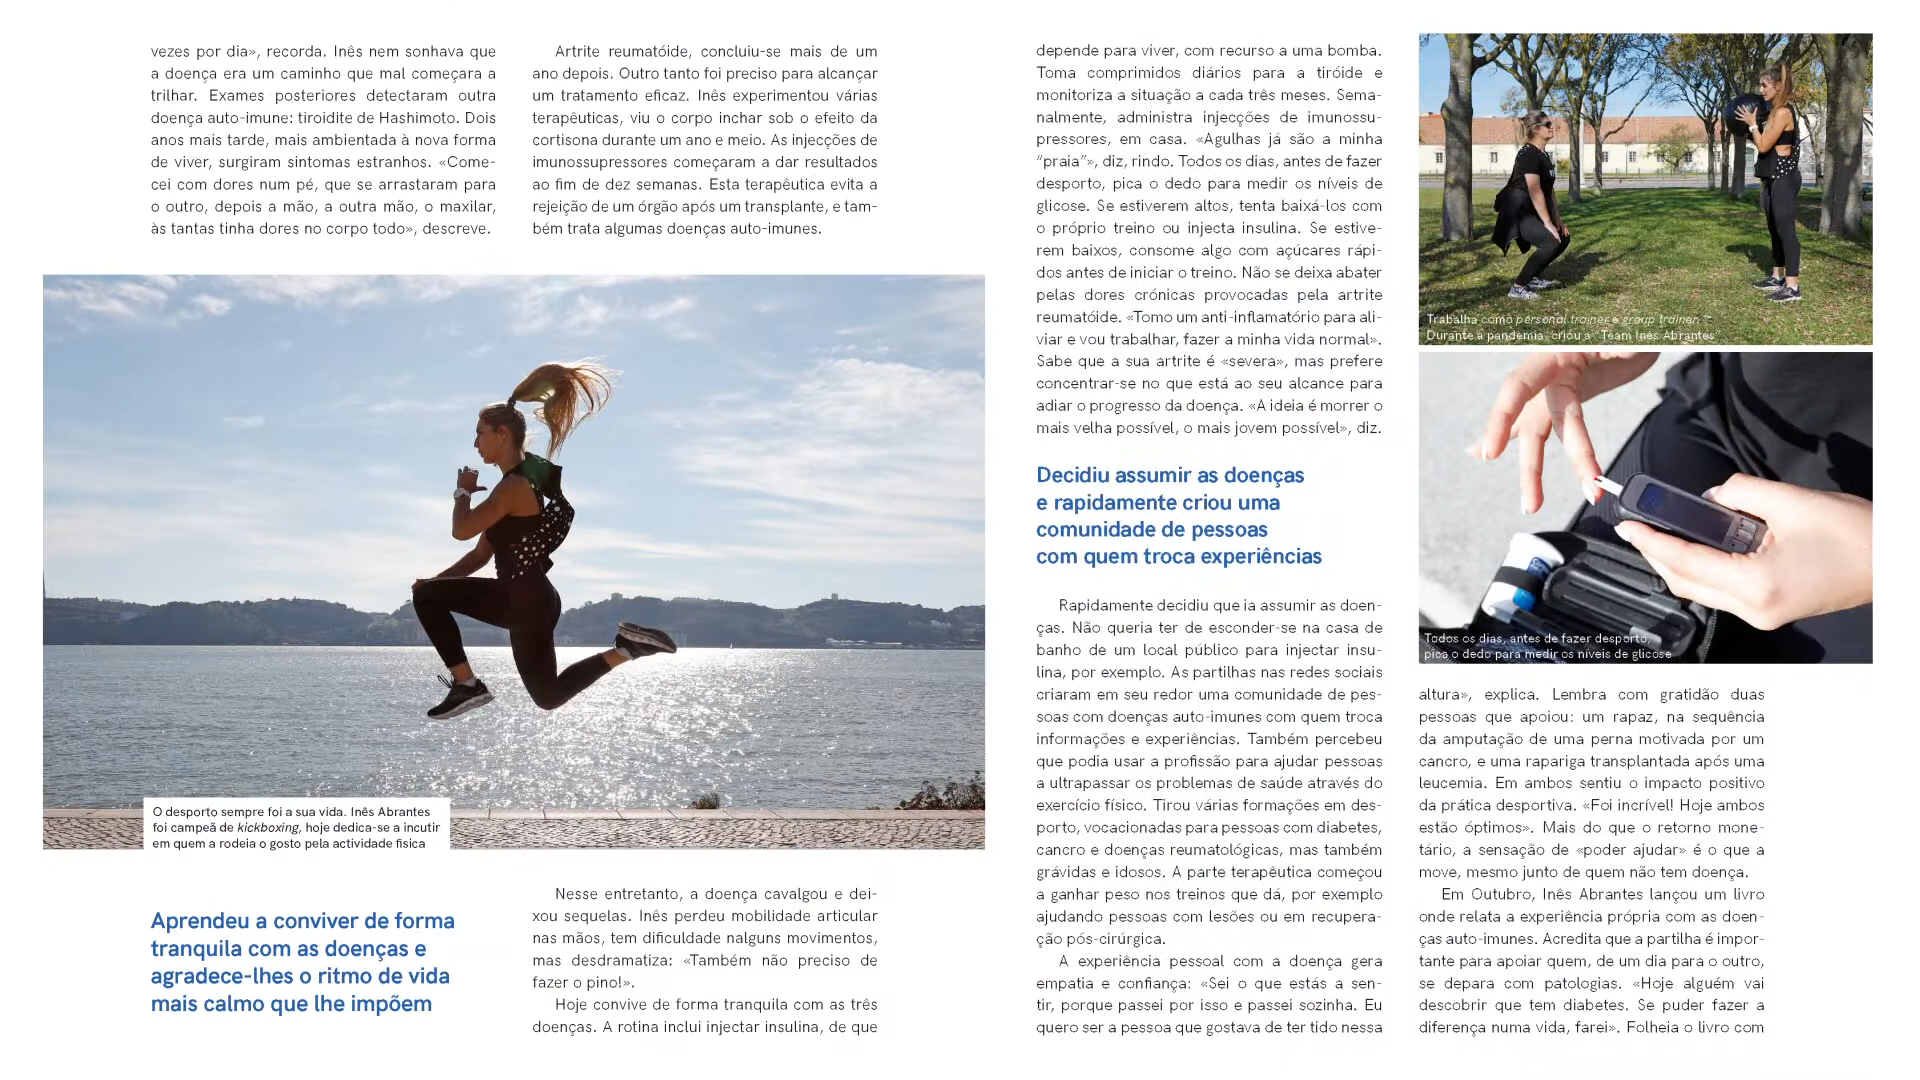 vezes por dia», recorda. Inês nem sonhava que
a doença era um caminho que mal começara a
trilhar. Exames posteriores detectaram outra
doença auto-imune: tiroidite de Hashimoto. Dois
anos mais tarde, mais ambientada à nova forma
de viver, surgiram sintomas estranhos. «Come-
cei com dores num pé, que se arrastaram para
o outro, depois a mão, a outra mão, o maxilar,
às tantas tinha dores no corpo todo», descreve.
Artrite reumatóide, concluiu-se mais de um
ano depois. Outro tanto foi preciso para alcançar
um tratamento eficaz. Inês experimentou várias
terapêuticas, viu o corpo inchar sob o efeito da
cortisona durante um ano e meio. As injecções de
imunossupressores começaram a dar resultados
ao fim de dez semanas. Esta terapêutica evita a
rejeição de um órgão após um transplante, e tam-
bém trata algumas doenças auto-imunes.
O desporto sempre foi a sua vida. Inês Abrantes
foi campeã de kickboxing, hoje dedica-se a incutir
em quem a rodeia o gosto pela actividade física
Aprendeu a conviver de forma
tranquila com as doenças e
agradece-lhes o ritmo de vida
mais calmo que lhe impõem
Nesse entretanto, a doença cavalgou e dei-
xou sequelas. Inês perdeu mobilidade articular
nas mãos, tem dificuldade nalguns movimentos,
mas desdramatiza: «Também não preciso de
fazer o pino!».
Hoje convive de forma tranquila com as três
doenças. A rotina inclui injectar insulina, de que
depende para viver, com recurso a uma bomba.
Toma comprimidos diários para a tiróide e
monitoriza a situação a cada três meses. Sema-
nalmente, administra injecções de imunossu-
pressores, em casa. «Agulhas já são a minha
“praia”», diz, rindo. Todos os dias, antes de fazer
desporto, pica o dedo para medir os níveis de
glicose. Se estiverem altos, tenta baixá-los com
o próprio treino ou injecta insulina. Se estive-
rem baixos, consome algo com açúcares rápi-
dos antes de iniciar o treino. Não se deixa abater
pelas dores crónicas provocadas pela artrite
reumatóide. «Tomo um anti-inflamatório para ali-
viar e vou trabalhar, fazer a minha vida normal».
Sabe que a sua artrite é «severa», mas prefere
concentrar-se no que está ao seu alcance para
adiar o progresso da doença. «A ideia é morrer o
mais velha possível, o mais jovem possível», diz.
Decidiu assumir as doenças
e rapidamente criou uma
comunidade de pessoas
com quem troca experiências
Rapidamente decidiu que ia assumir as doen-
ças. Não queria ter de esconder-se na casa de
banho de um local público para injectar insu-
lina, por exemplo. As partilhas nas redes sociais
criaram em seu redor uma comunidade de pes-
soas com doenças auto-imunes com quem troca
informações e experiências. Também percebeu
que podia usar a profissão para ajudar pessoas
a ultrapassar os problemas de saúde através do
exercício físico. Tirou várias formações em des-
porto, vocacionadas para pessoas com diabetes,
cancro e doenças reumatológicas, mas também
grávidas e idosos. A parte terapêutica começou
a ganhar peso nos treinos que dá, por exemplo
ajudando pessoas com lesões ou em recupera-
ção pós-cirúrgica.
A experiência pessoal com a doença gera
empatia e confiança: «Sei o que estás a sen-
tir, porque passei por isso e passei sozinha. Eu
quero ser a pessoa que gostava de ter tido nessa
Trabalha como personal trainer e group trainer.
Durante a pandemia, criou a “Team Inês Abrantes”
Todos os dias, antes de fazer desporto,
pica o dedo para medir os níveis de glicose
altura», explica. Lembra com gratidão duas
pessoas que apoiou: um rapaz, na sequência
da amputação de uma perna motivada por um
cancro, e uma rapariga transplantada após uma
leucemia. Em ambos sentiu o impacto positivo
da prática desportiva. «Foi incrível! Hoje ambos
estão óptimos». Mais do que o retorno mone-
tário, a sensação de «poder ajudar» é o que a
move, mesmo junto de quem não tem doença.
Em Outubro, Inês Abrantes lançou um livro
onde relata a experiência própria com as doen-
ças auto-imunes. Acredita que a partilha é impor-
tante para apoiar quem, de um dia para o outro,
se depara com patologias. «Hoje alguém vai
descobrir que tem diabetes. Se puder fazer a
diferença numa vida, farei». Folheia o livro com